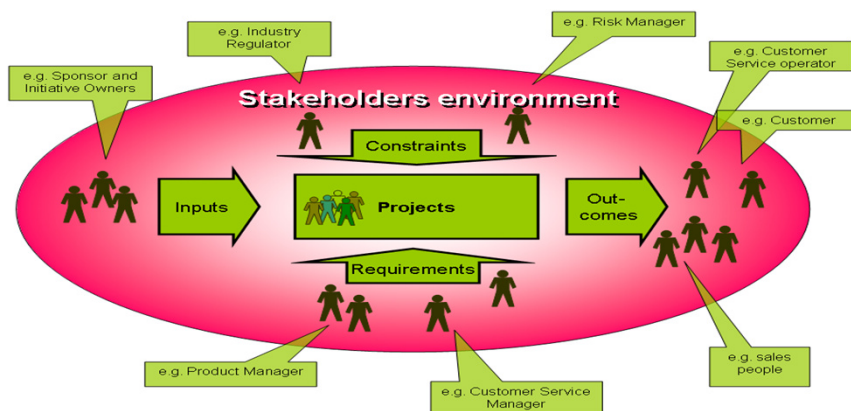 e.g. Industry
Regulator
e.g. Risk Manager
e.g. Sponsor and
Initiative Owners
e.g. Customer
Service operator
e.g. Customer
Stakeholders environment
Constraints
Inputs
Projects
Out-
comes
Requirements
e.g. Product Manager
e.g. Customer Service
Manager
e.g. sales
people